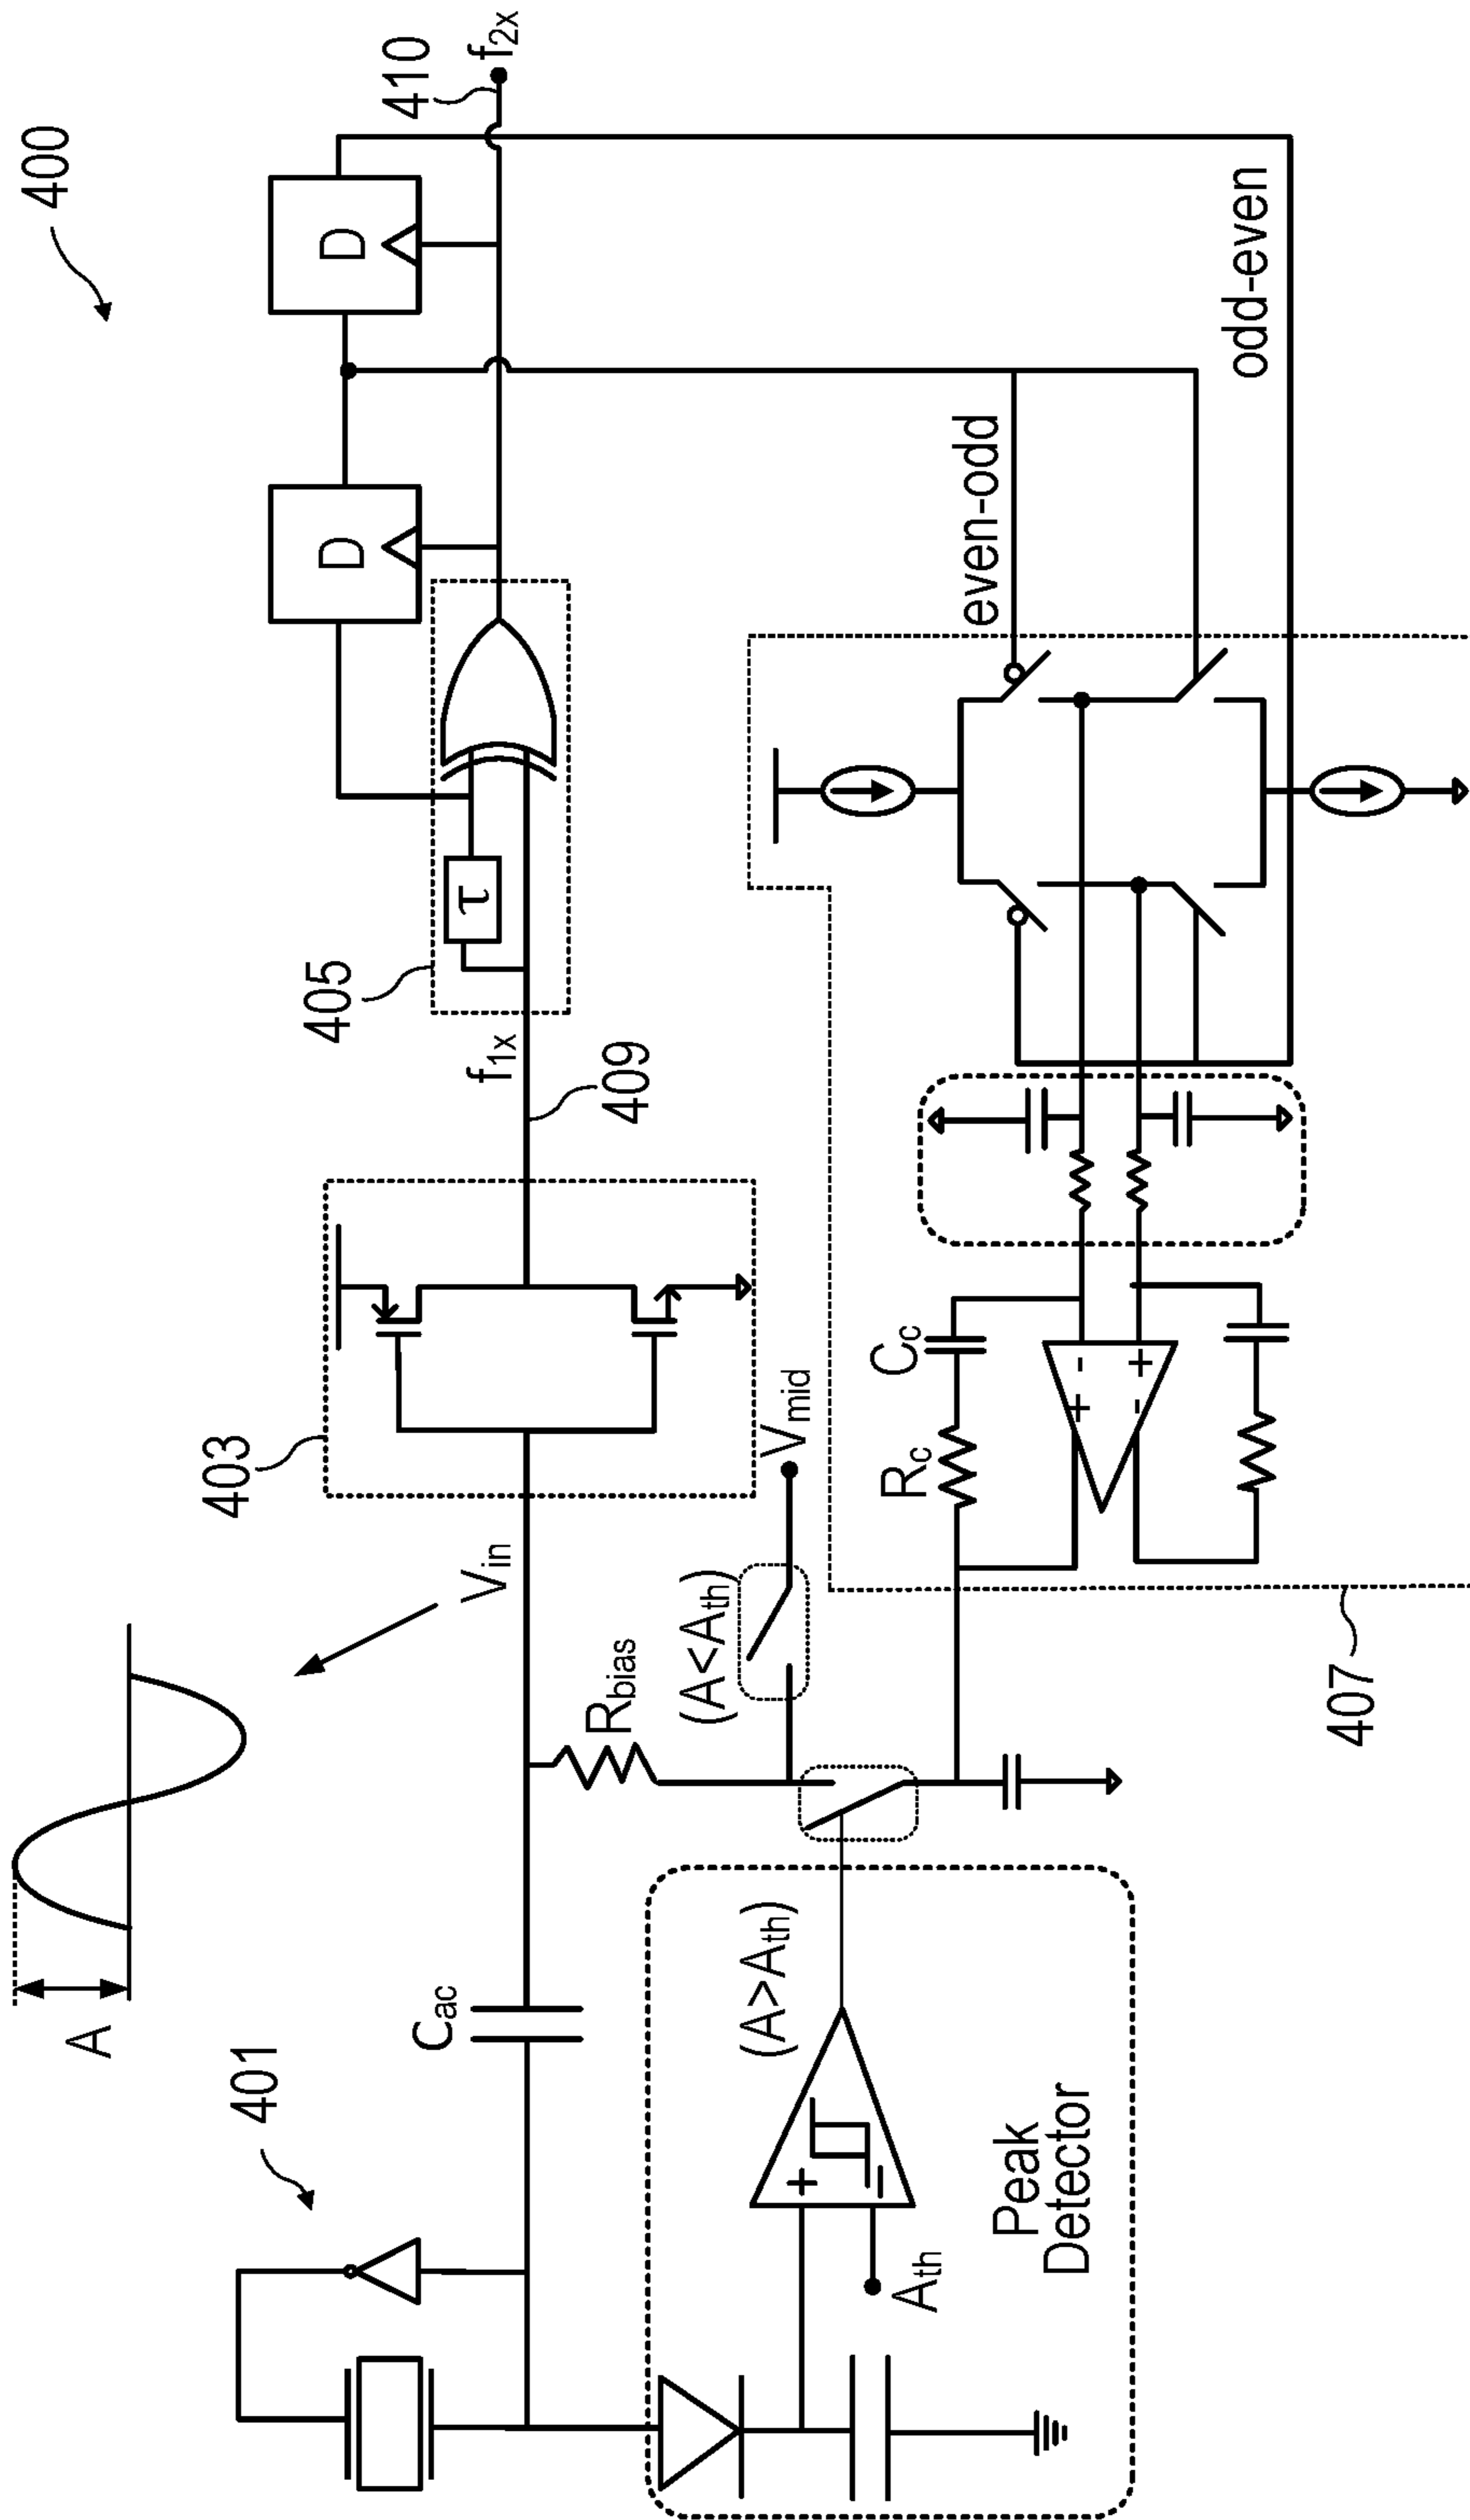 400
A
401
Vin
403
405
410
Cac
f1x
409
τ
D
D
f2x
Rbias
(A<Ath)
Vmid
(A>Ath)
+
Ath
Peak
Detector
Rc
Cc
+ -
- +
even-odd
odd-even
407